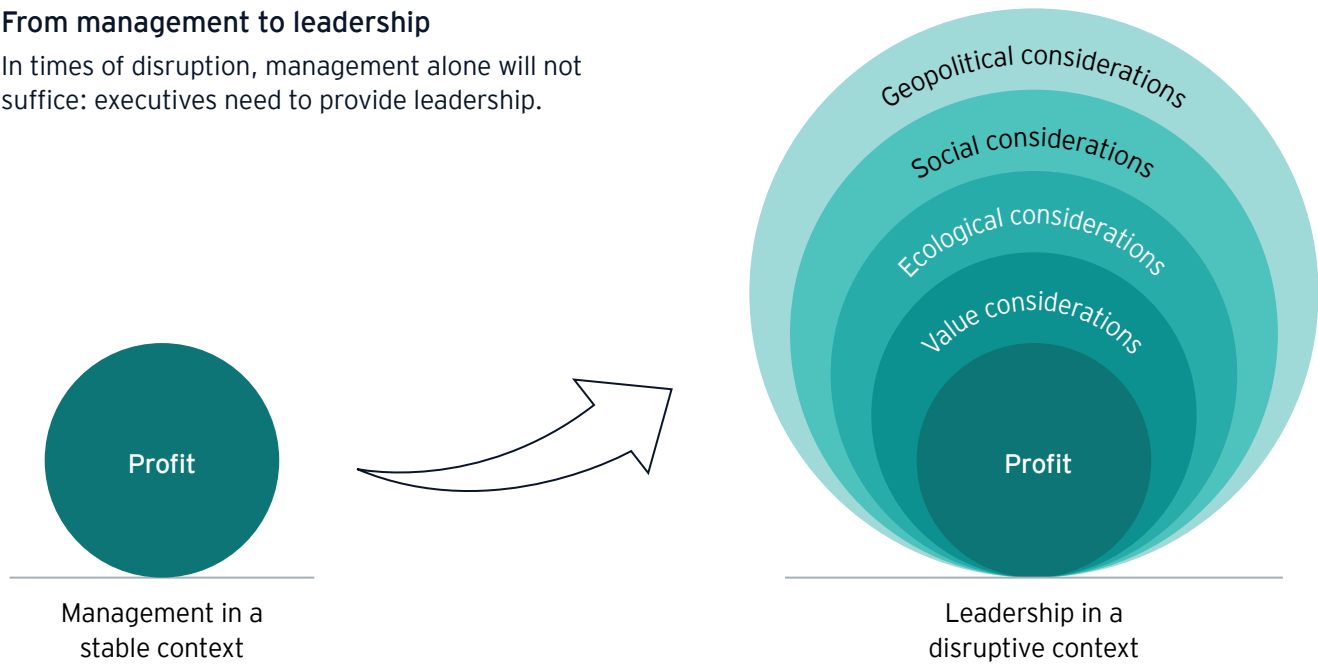 From management to leadership
In times of disruption, management alone will not
suffice: executives need to provide leadership.
Profit
Management in a
stable context
Geopolitical considerations
Social considerations
Ecological considerations
Value considerations
Profit
Leadership in a
disruptive context